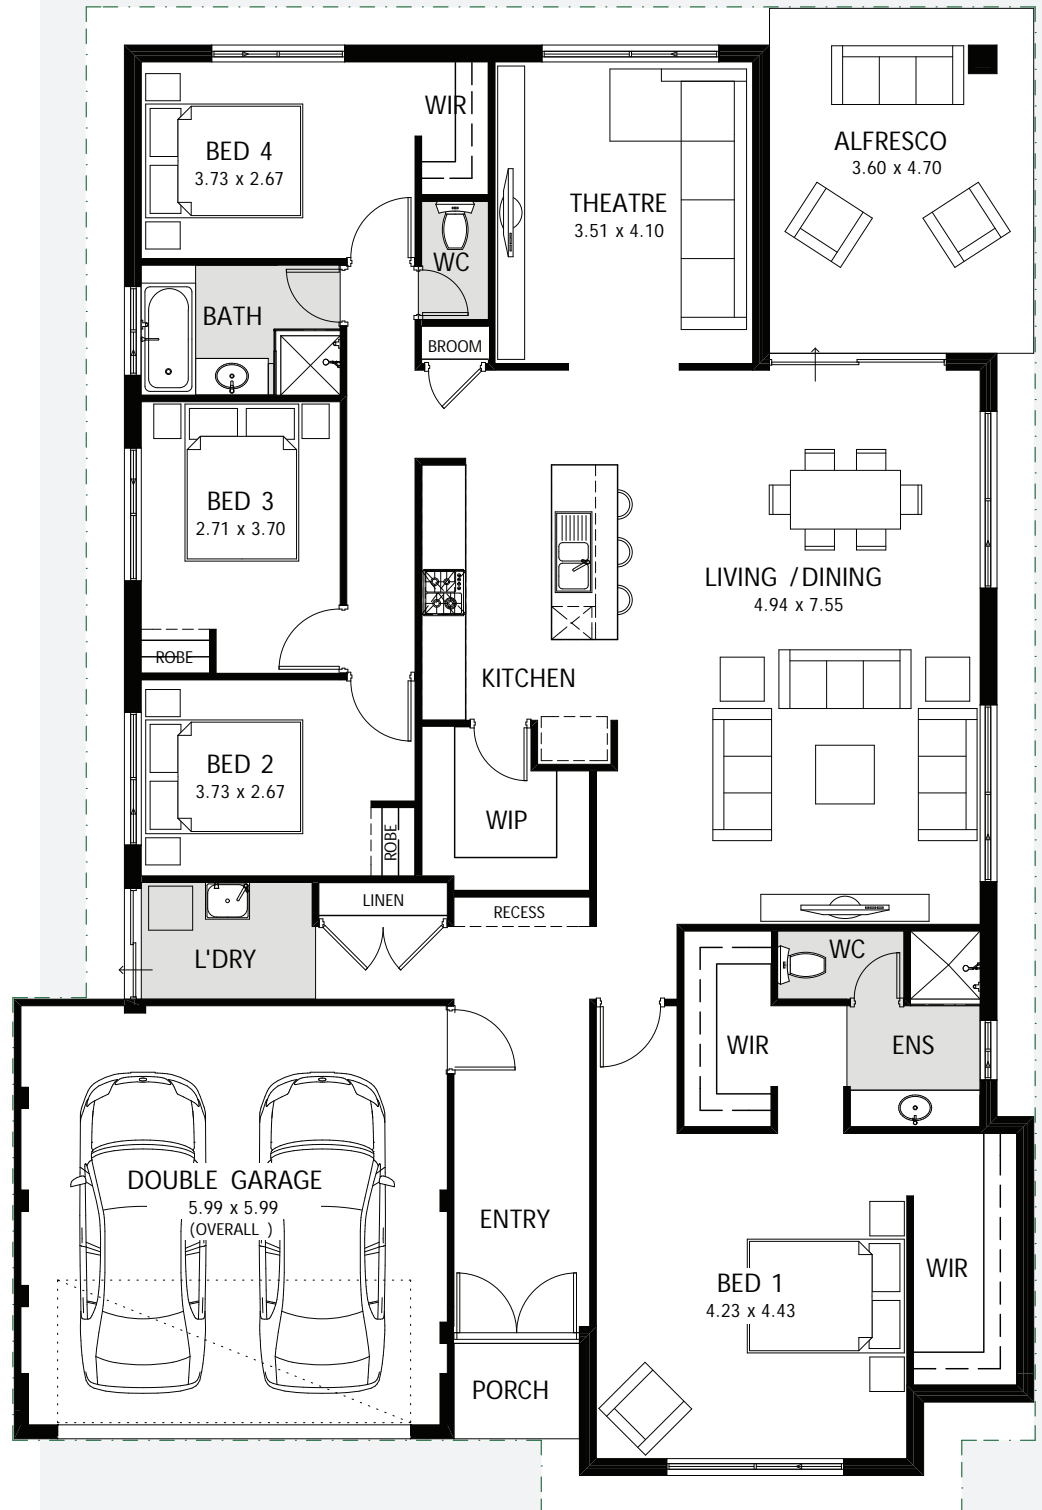 WIR
BED 4
3.73 x 2.67
ALFRESCO
3.60 x 4.70
THEATRE
3.51 x 4.10
WC
BATH
BROOM
BED 3
2.71 x 3.70
LIVING / DINING
4.94 x 7.55
ROBE
KITCHEN
BED 2
3.73 x 2.67
WIP
ROBE
LINEN
RECESS
L'DRY
WC
WIR
ENS
DOUBLE GARAGE
5.99 x 5.99
(OVERALL )
ENTRY
WIR
BED 1
4.23 x 4.43
PORCH